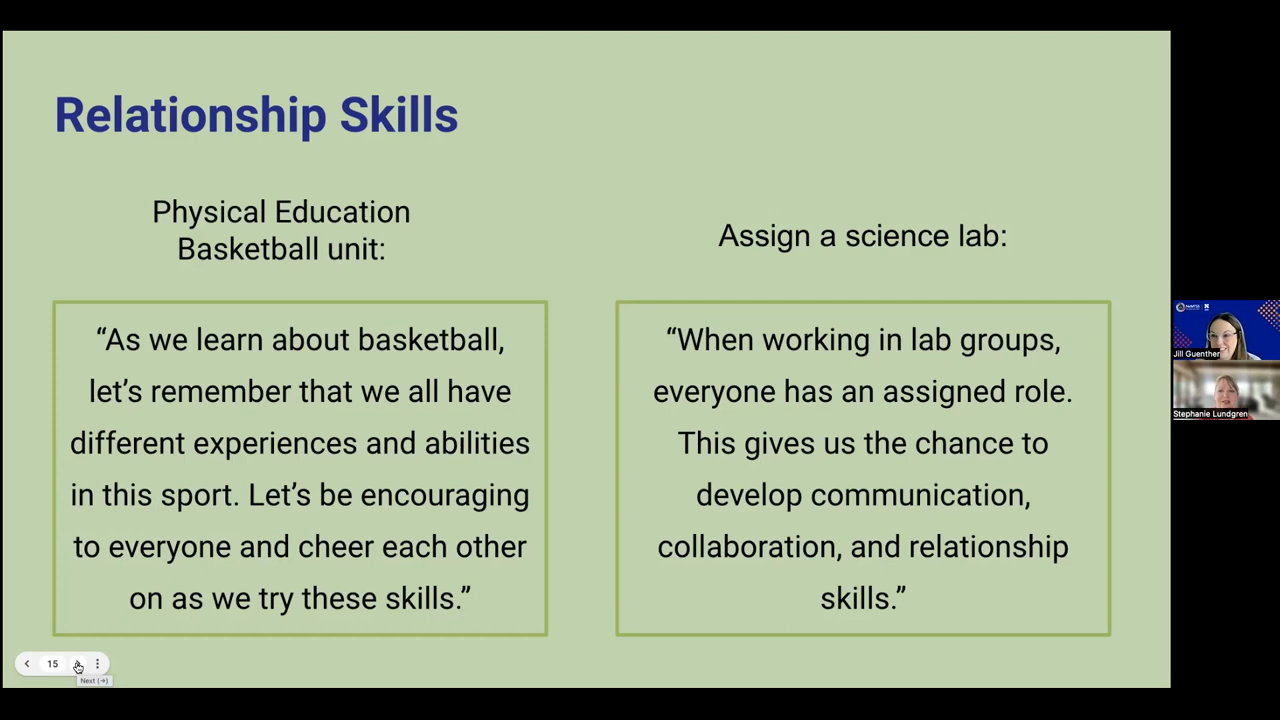 Relationship Skills
Physical Education
Basketball unit:
“As we learn about basketball,
let’s remember that we all have
different experiences and abilities
in this sport. Let’s be encouraging
to everyone and cheer each other
on as we try these skills.”
Assign a science lab:
“When working in lab groups,
everyone has an assigned role.
This gives us the chance to
develop communication,
collaboration, and relationship
skills.”
Jill Guenther
Stephanie Lundgren
15
Next (→)